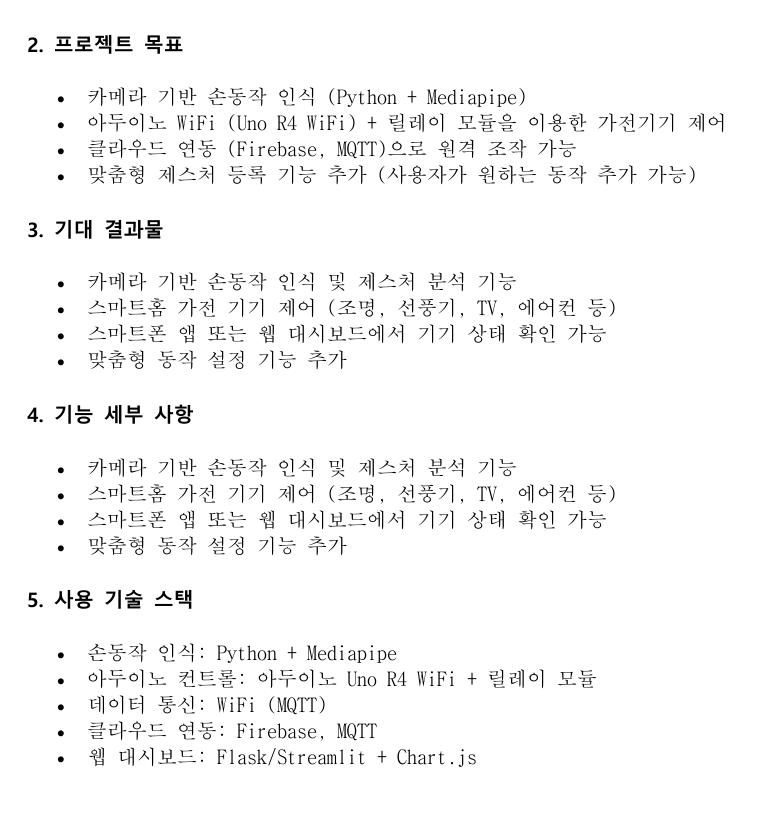 2. 프로젝트 목표
• 카메라 기반 손동작 인식 (Python + Mediapipe)
• 아두이노 WiFi (Uno R4 WiFi) + 릴레이 모듈을 이용한 가전기기 제어
• 클라우드 연동 (Firebase, MQTT)으로 원격 조작 가능
• 맞춤형 제스처 등록 기능 추가 (사용자가 원하는 동작 추가 가능)
3. 기대 결과물
• 카메라 기반 손동작 인식 및 제스처 분석 기능
• 스마트홈 가전 기기 제어 (조명, 선풍기, TV, 에어컨 등)
• 스마트폰 앱 또는 웹 대시보드에서 기기 상태 확인 가능
• 맞춤형 동작 설정 기능 추가
4. 기능 세부 사항
• 카메라 기반 손동작 인식 및 제스처 분석 기능
• 스마트홈 가전 기기 제어 (조명, 선풍기, TV, 에어컨 등)
• 스마트폰 앱 또는 웹 대시보드에서 기기 상태 확인 가능
• 맞춤형 동작 설정 기능 추가
5. 사용 기술 스택
• 손동작 인식: Python + Mediapipe
• 아두이노 컨트롤: 아두이노 Uno R4 WiFi + 릴레이 모듈
• 데이터 통신: WiFi (MQTT)
• 클라우드 연동: Firebase, MQTT
• 웹 대시보드: Flask/Streamlit + Chart.js